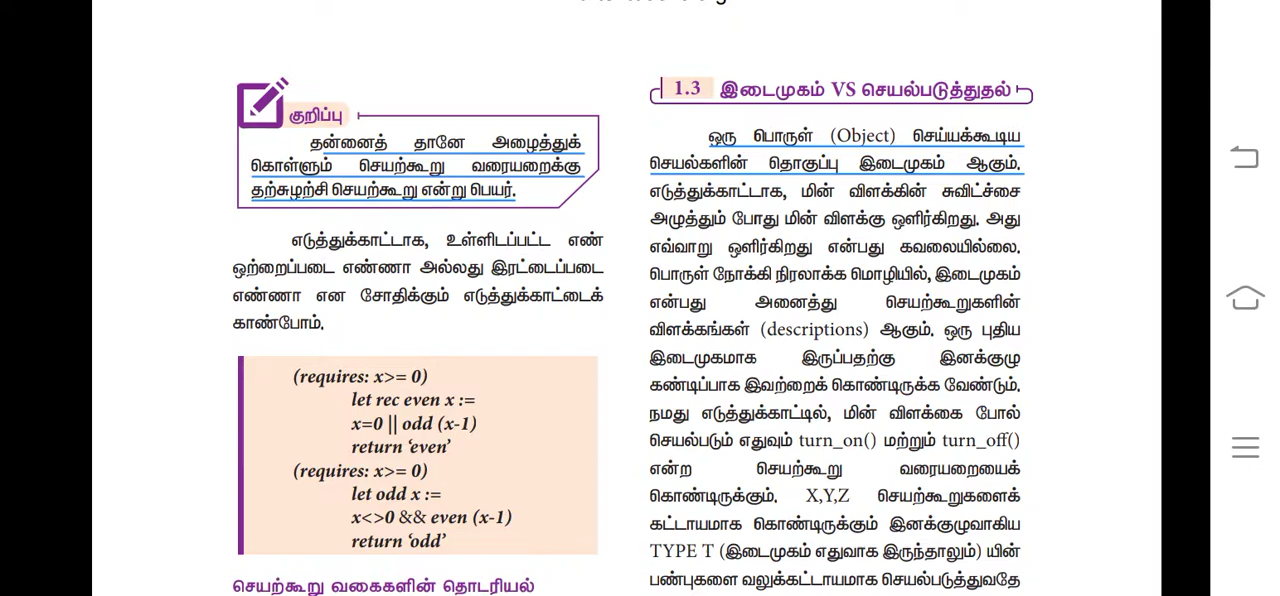 குறிப்பு
தன்னைத் தானே அழைத்துக்
கொள்ளும் செயற்கூறு வரையறைக்கு
தற்சுழற்சி செயற்கூறு என்று பெயர்.
எடுத்துக்காட்டாக, உள்ளிடப்பட்ட எண்
ஒற்றைப்படை எண்ணா அல்லது இரட்டைப்படை
எண்ணா என சோதிக்கும் எடுத்துக்காட்டைக்
காண்போம்.
(requires: x>= 0)
let rec even x :=
x=0 || odd (x-1)
return ‘even’
(requires: x>= 0)
let odd x :=
x<>0 && even (x-1)
return ‘odd’
செயற்கூறு வகைகளின் தொடரியல்
1.3 இடைமுகம் VS செயல்படுத்துதல்
ஒரு பொருள் (Object) செய்யக்கூடிய
செயல்களின் தொகுப்பு இடைமுகம் ஆகும்.
எடுத்துக்காட்டாக, மின் விளக்கின் சுவிட்ச்சை
அழுத்தும் போது மின் விளக்கு ஒளிர்கிறது. அது
எவ்வாறு ஒளிர்கிறது என்பது கவலையில்லை.
பொருள் நோக்கி நிரலாக்க மொழியில், இடைமுகம்
என்பது அனைத்து செயற்கூறுகளின்
விளக்கங்கள் (descriptions) ஆகும். ஒரு புதிய
இடைமுகமாக இருப்பதற்கு இனக்குழு
கண்டிப்பாக இவற்றைக் கொண்டிருக்க வேண்டும்.
நமது எடுத்துக்காட்டில், மின் விளக்கை போல்
செயல்படும் எதுவும் turn_on() மற்றும் turn_off()
என்ற செயற்கூறு வரையறையைக்
கொண்டிருக்கும். X,Y,Z செயற்கூறுகளைக்
கட்டாயமாக கொண்டிருக்கும் இனக்குழுவாகிய
TYPE T (இடைமுகம் எதுவாக இருந்தாலும்) யின்
பண்புகளை வலுக்கட்டாயமாக செயல்படுத்துவதே